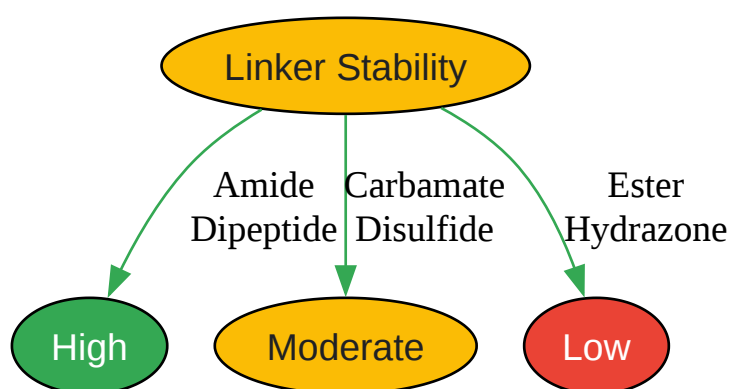 Linker Stability
Amide
Dipeptide
Carbamate
Disulfide
Ester
Hydrazone
High
Moderate
Low